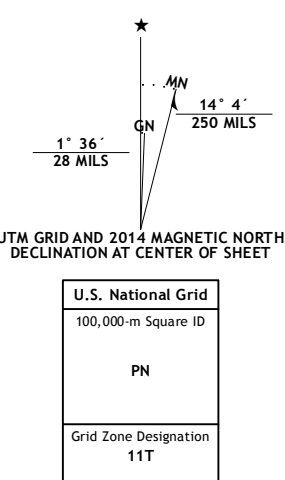 MN
GN
14° 4´
250 MILS
1° 36´
28 MILS
UTM GRID AND 2014 MAGNETIC NORTH
DECLINATION AT CENTER OF SHEET
U.S. National Grid
100,000-m Square ID
PN
Grid Zone Designation
11T